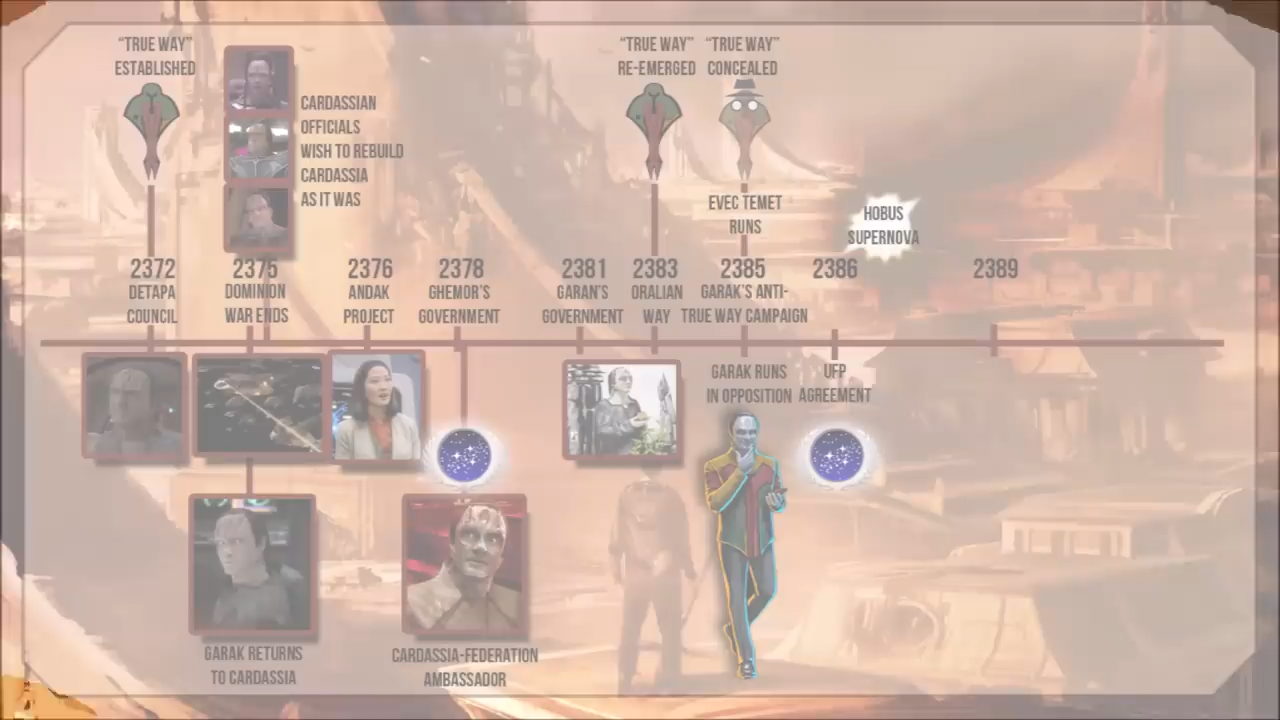 “TRUE WAY”
ESTABLISHED
CARDASSIAN
OFFICIALS
WISH TO REBUILD
CARDASSIA
AS IT WAS
“TRUE WAY”
RE-EMERGED
“TRUE WAY”
CONCEALED
EVEC TEMET
RUNS
HOBUS
SUPERNOVA
2372
DETAPA
COUNCIL
2375
DOMINION
WAR ENDS
2376
ANDAK
PROJECT
2378
GHEMOR'S
GOVERNMENT
2381
GARAN'S
GOVERNMENT
2383
ORALIAN
WAY
2385
GARAK'S ANTI-
TRUE WAY CAMPAIGN
2386
2389
GARAK RUNS
IN OPPOSITION
UFP
AGREEMENT
GARAK RETURNS
TO CARDASSIA
CARDASSIA-FEDERATION
AMBASSADOR